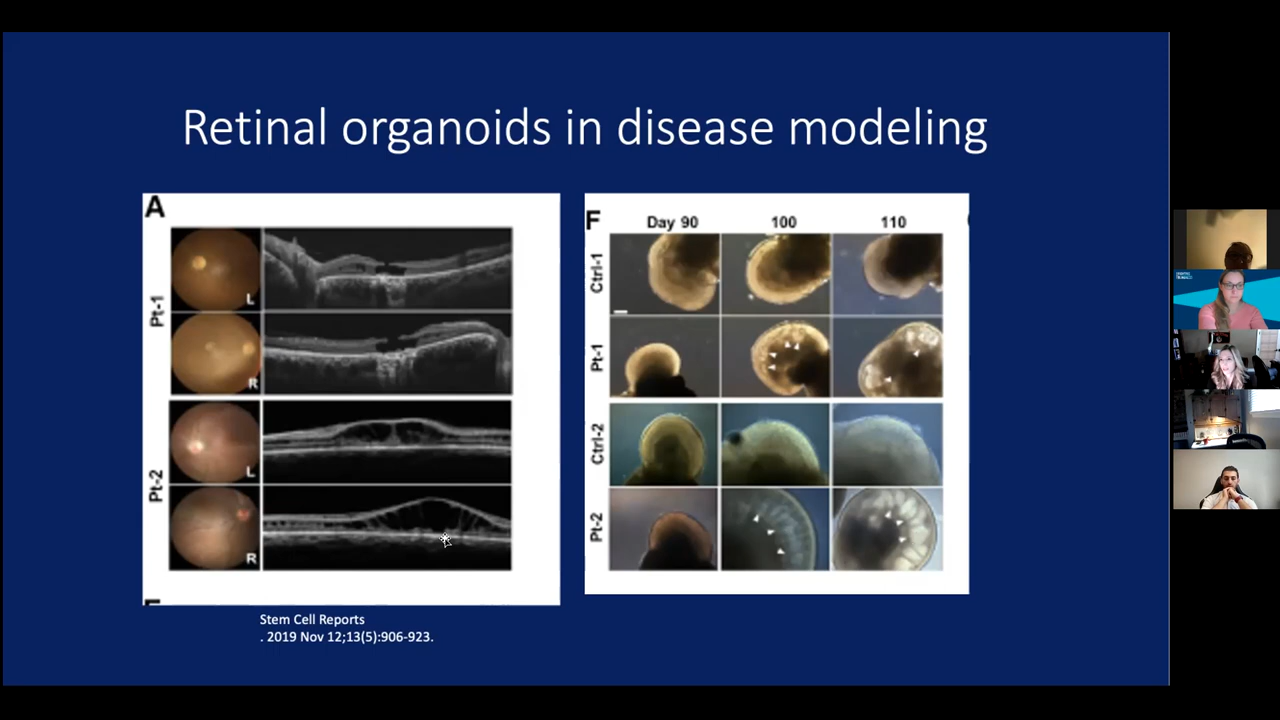 Retinal organoids in disease modeling
A
Pt-1
L
R
Pt-2
L
R
F
Day 90 100 110
Ctrl-1
Pt-1
Ctrl-2
Pt-2
Stem Cell Reports
. 2019 Nov 12;13(5):906-923.